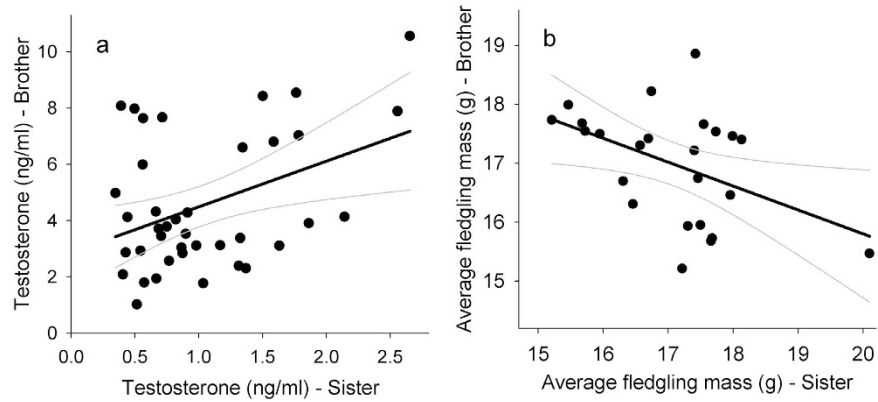 a
Testosterone (ng/ml) - Brother
10
8
6
4
2
0
0.0 0.5 1.0 1.5 2.0 2.5
Testosterone (ng/ml) - Sister
b
Average fledgling mass (g) - Brother
19
18
17
16
15
15 16 17 18 19 20
Average fledgling mass (g) - Sister